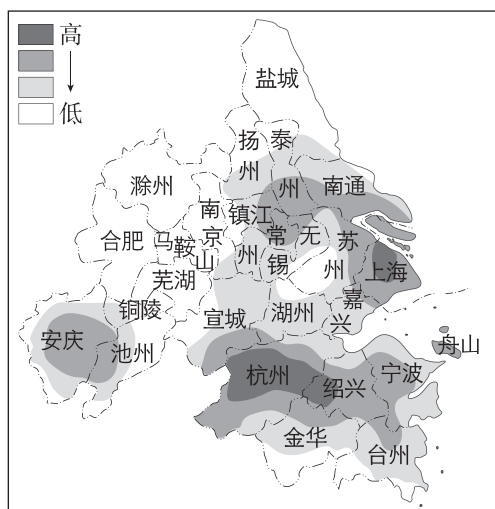 高
低
盐城
扬州
泰州
滁州
南通
南京
镇江
常州
无锡
苏州
合肥
马鞍山
上海
芜湖
嘉兴
铜陵
宣城
湖州
安庆
池州
杭州
绍兴
宁波
舟山
金华
台州